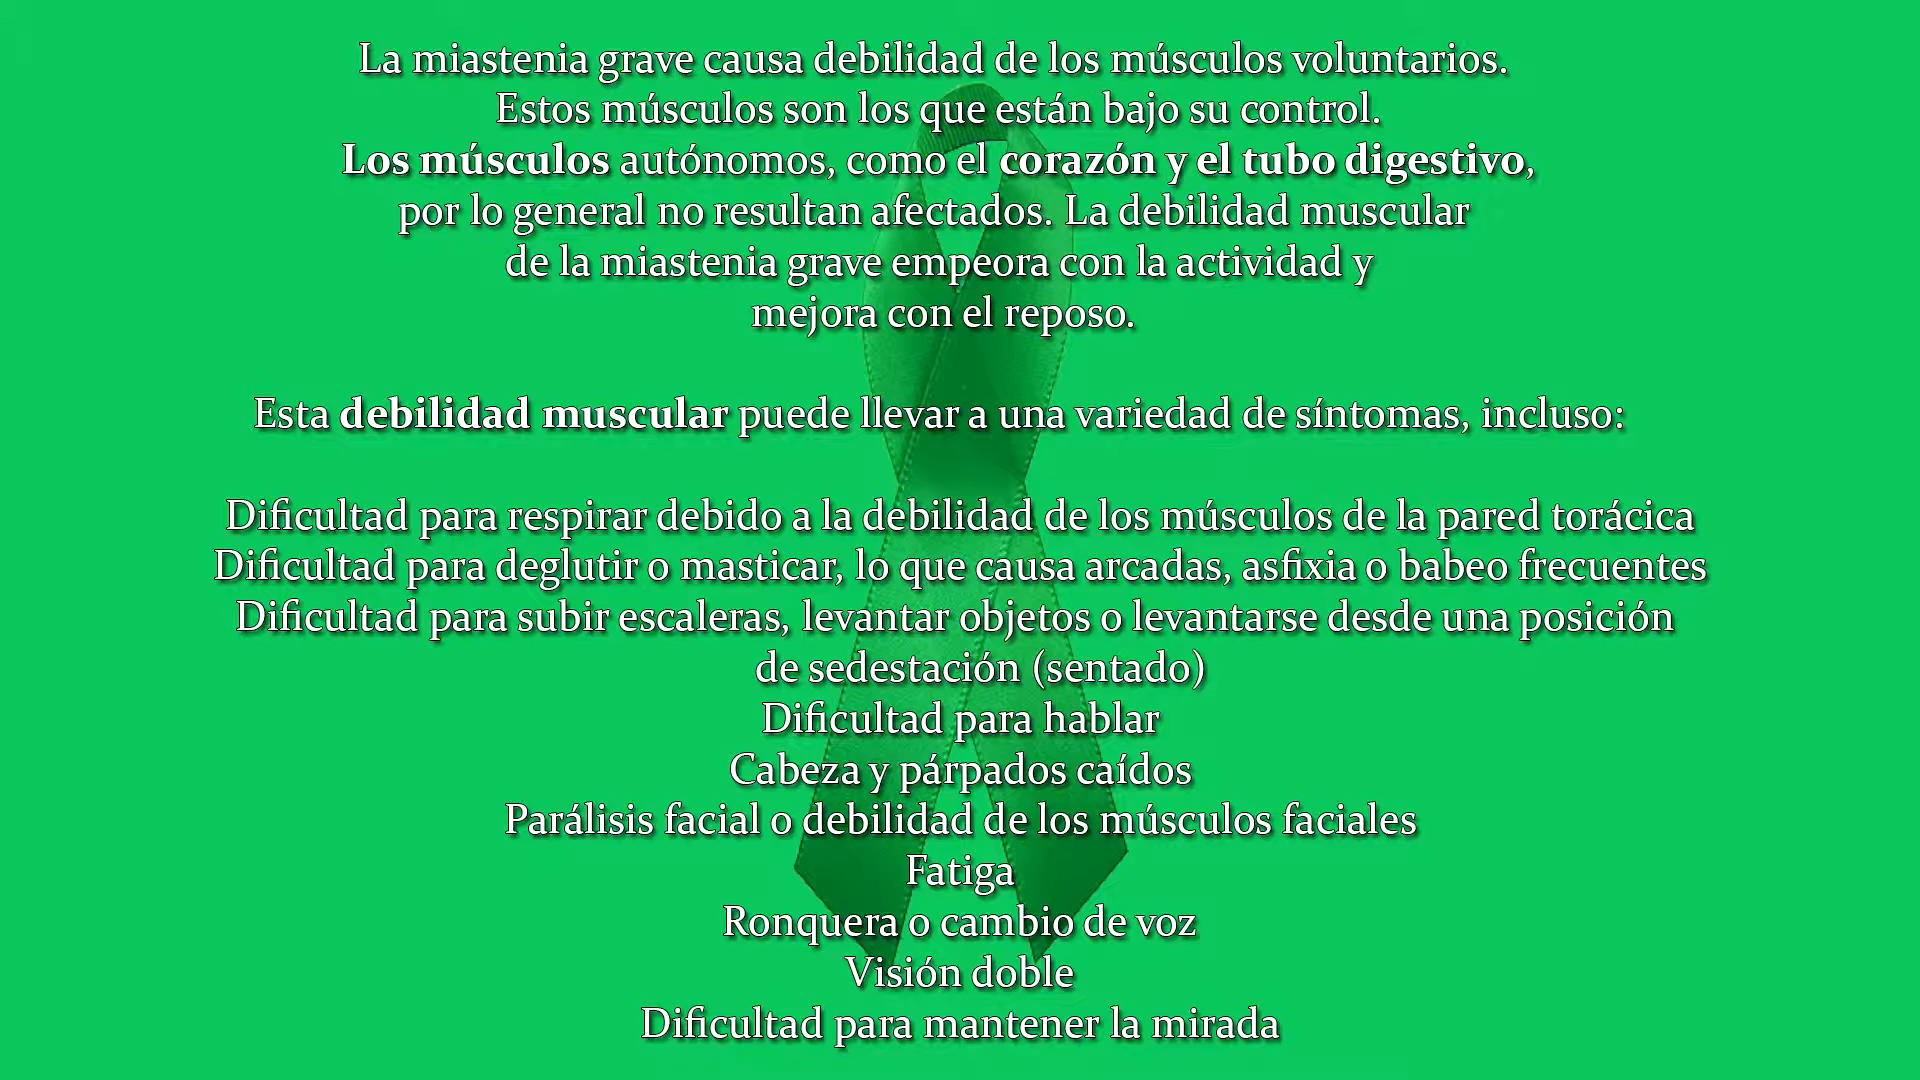 La miastenia grave causa debilidad de los músculos voluntarios.
Estos músculos son los que están bajo su control.
Los músculos autónomos, como el corazón y el tubo digestivo,
por lo general no resultan afectados. La debilidad muscular
de la miastenia grave empeora con la actividad y
mejora con el reposo.
Esta debilidad muscular puede llevar a una variedad de síntomas, incluso:
Dificultad para respirar debido a la debilidad de los músculos de la pared torácica
Dificultad para deglutir o masticar, lo que causa arcadas, asfixia o babeo frecuentes
Dificultad para subir escaleras, levantar objetos o levantarse desde una posición
de sedestación (sentado)
Dificultad para hablar
Cabeza y párpados caídos
Parálisis facial o debilidad de los músculos faciales
Fatiga
Ronquera o cambio de voz
Visión doble
Dificultad para mantener la mirada